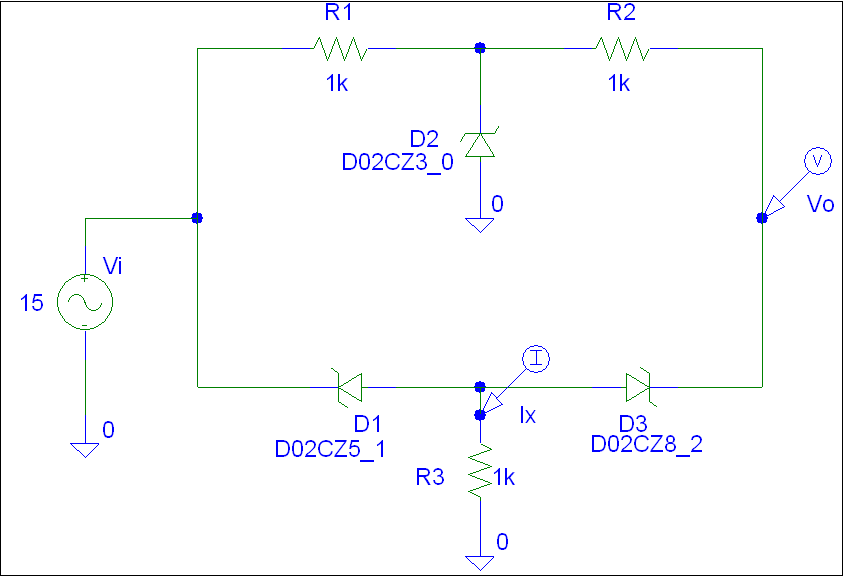 R1
R2
1k
1k
D2
D02CZ3_0
V
0
Vo
Vi
+
15
-
I
Ix
0
D1
D02CZ5_1
D3
D02CZ8_2
R3
1k
0